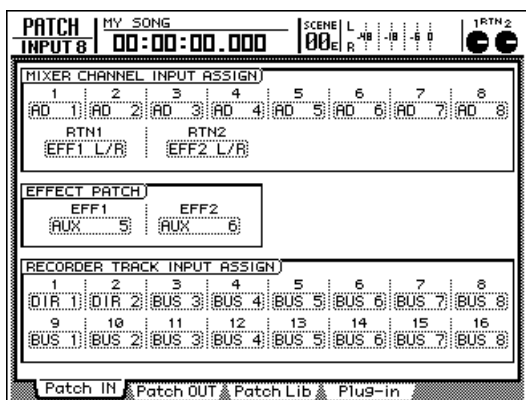 PATCH MY SONG SCENE L -48 -18 -6 0 1 RTN 2
INPUT 8 00:00:00.000 00E R
MIXER CHANNEL INPUT ASSIGN
1 2 3 4 5 6 7 8
AD 1 AD 2 AD 3 AD 4 AD 5 AD 6 AD 7 AD 8
RTN1 RTN2
EFF1 L/R EFF2 L/R
EFFECT PATCH
EFF1 EFF2
AUX 5 AUX 6
RECORDER TRACK INPUT ASSIGN
1 2 3 4 5 6 7 8
DIR 1 DIR 2 BUS 3 BUS 4 BUS 5 BUS 6 BUS 7 BUS 8
9 10 11 12 13 14 15 16
BUS 1 BUS 2 BUS 3 BUS 4 BUS 5 BUS 6 BUS 7 BUS 8
Patch IN Patch OUT Patch Lib Plug-in